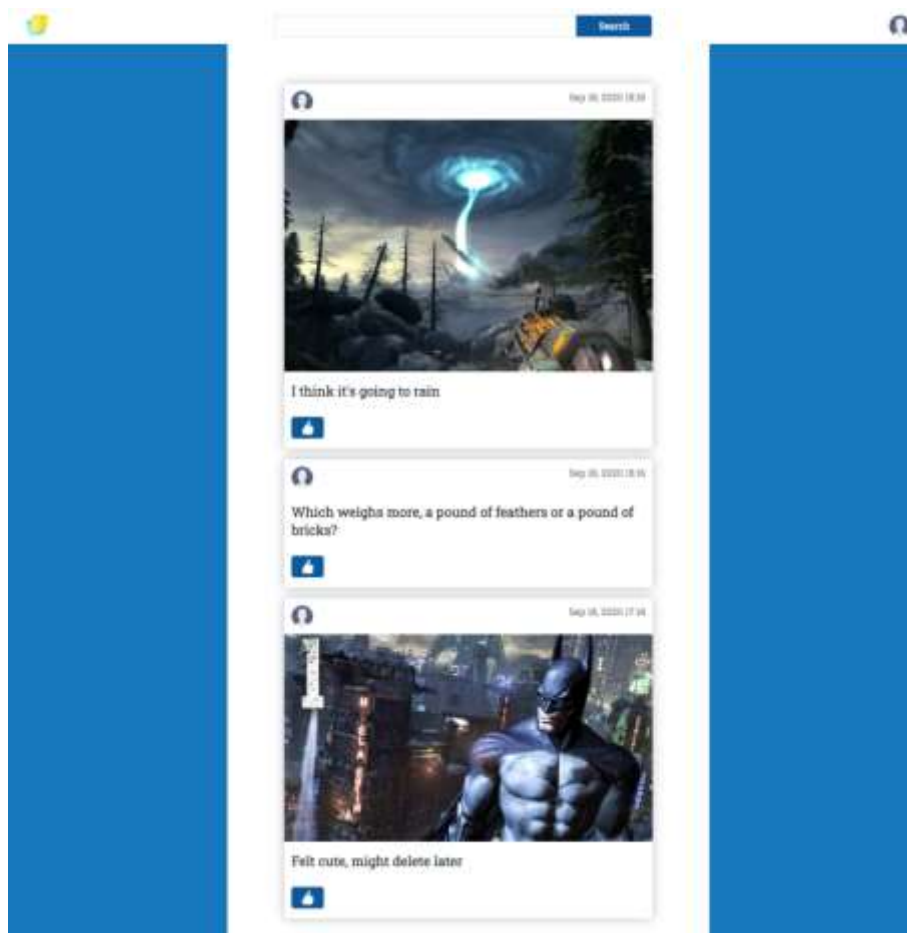 Search
I think it's going to rain
Which weighs more, a pound of feathers or a pound of
bricks?
Felt cute, might delete later